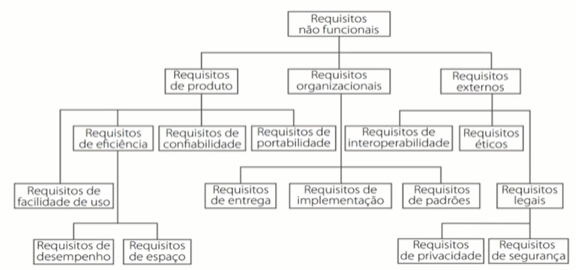 Requisitos
não funcionais
Requisitos
de produto
Requisitos
organizacionais
Requisitos
externos
Requisitos
de eficiência
Requisitos de
confiabilidade
Requisitos de
portabilidade
Requisitos de
interoperabilidade
Requisitos
éticos
Requisitos de
facilidade de uso
Requisitos
de entrega
Requisitos de
implementação
Requisitos
de padrões
Requisitos
legais
Requisitos de
desempenho
Requisitos
de espaço
Requisitos
de privacidade
Requisitos
de segurança